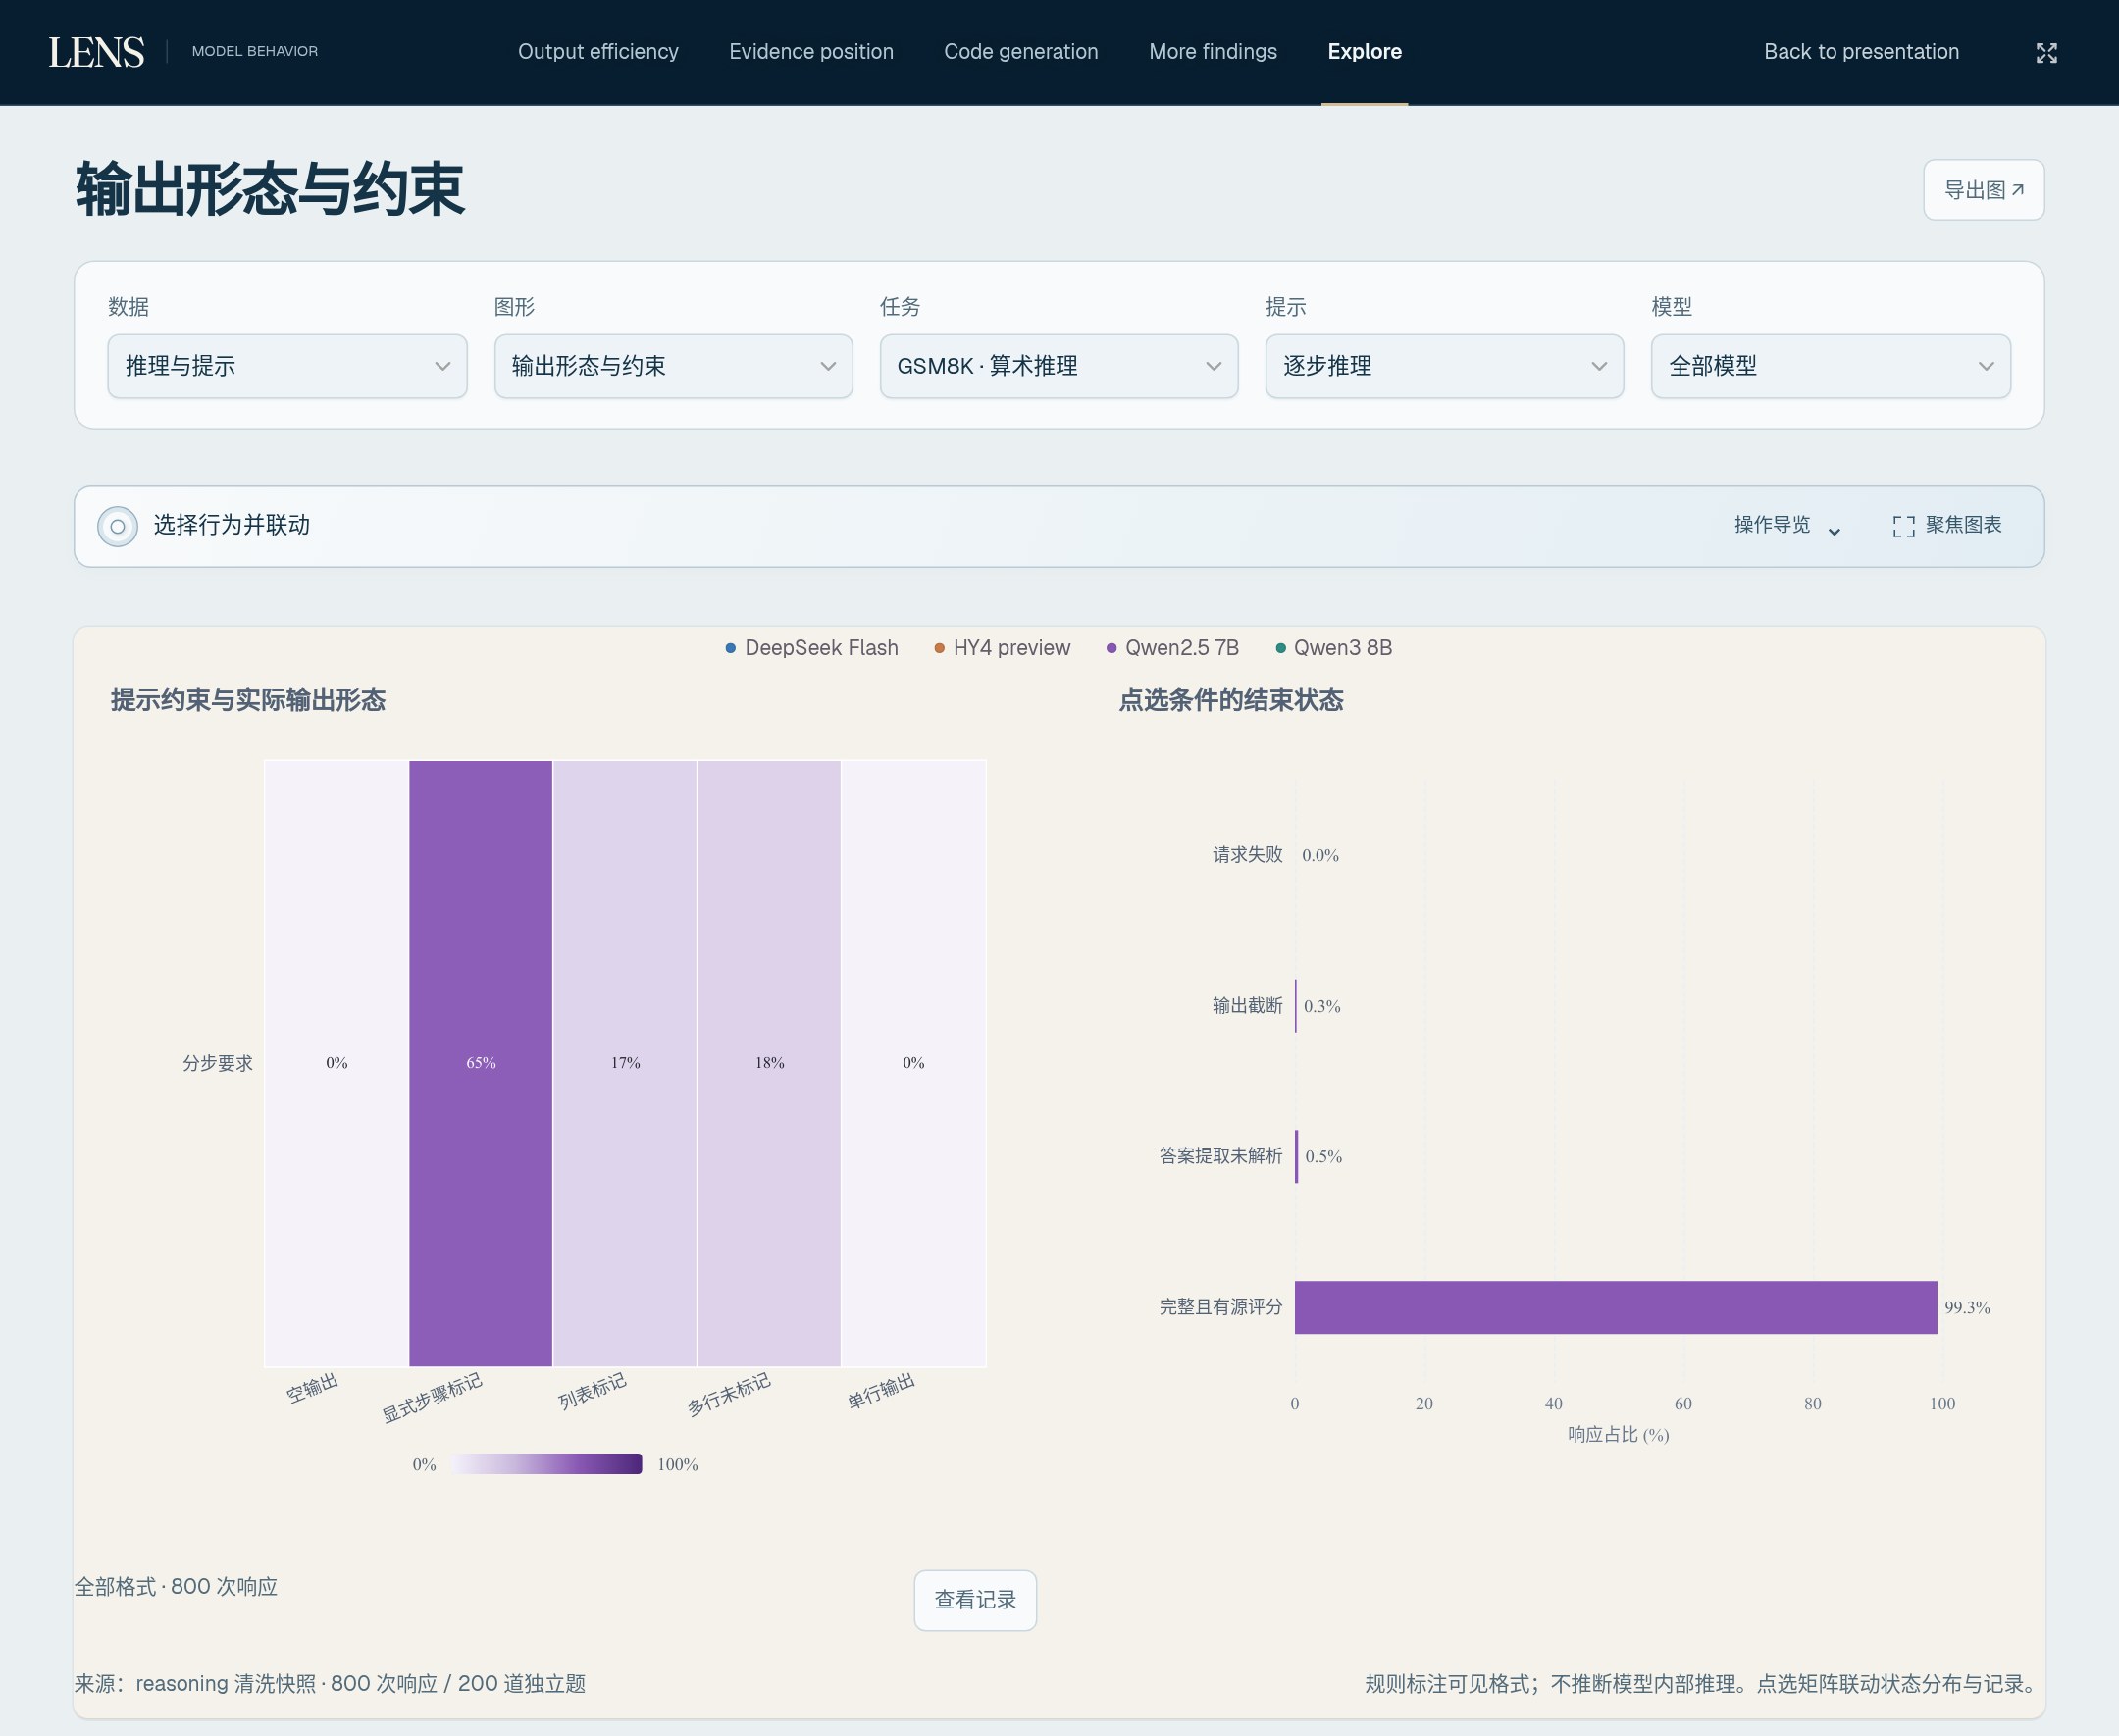 LENS
MODEL BEHAVIOR
Output efficiency
Evidence position
Code generation
More findings
Explore
Back to presentation
输出形态与约束
导出图↗
数据
图形
任务
提示
模型
推理与提示
输出形态与约束
GSM8K · 算术推理
逐步推理
全部模型
选择行为并联动
操作导览
聚焦图表
DeepSeek Flash
HY4 preview
Qwen2.5 7B
Qwen3 8B
提示约束与实际输出形态
分步要求
0%
65%
17%
18%
0%
空输出
显式步骤标记
列表标记
多行未标记
单行输出
0%
100%
点选条件的结束状态
请求失败
0.0%
输出截断
0.3%
答案提取未解析
0.5%
完整且有源评分
99.3%
0
20
40
60
80
100
响应占比 (%)
全部格式 · 800 次响应
查看记录
来源：reasoning 清洗快照 · 800 次响应 / 200 道独立题
规则标注可见格式；不推断模型内部推理。点选矩阵联动状态分布与记录。